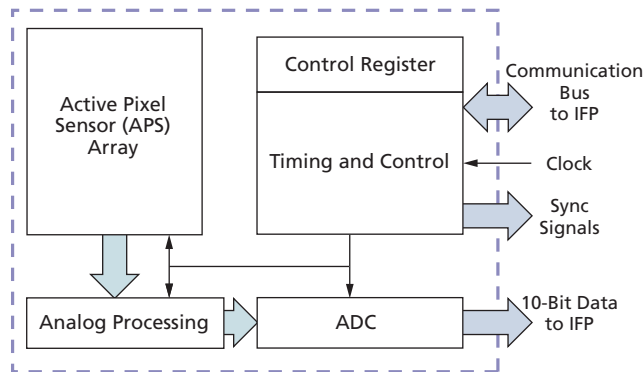 Active Pixel
Sensor (APS)
Array
Control Register
Timing and Control
Communication
Bus
to IFP
Clock
Sync
Signals
Analog Processing
ADC
10-Bit Data
to IFP